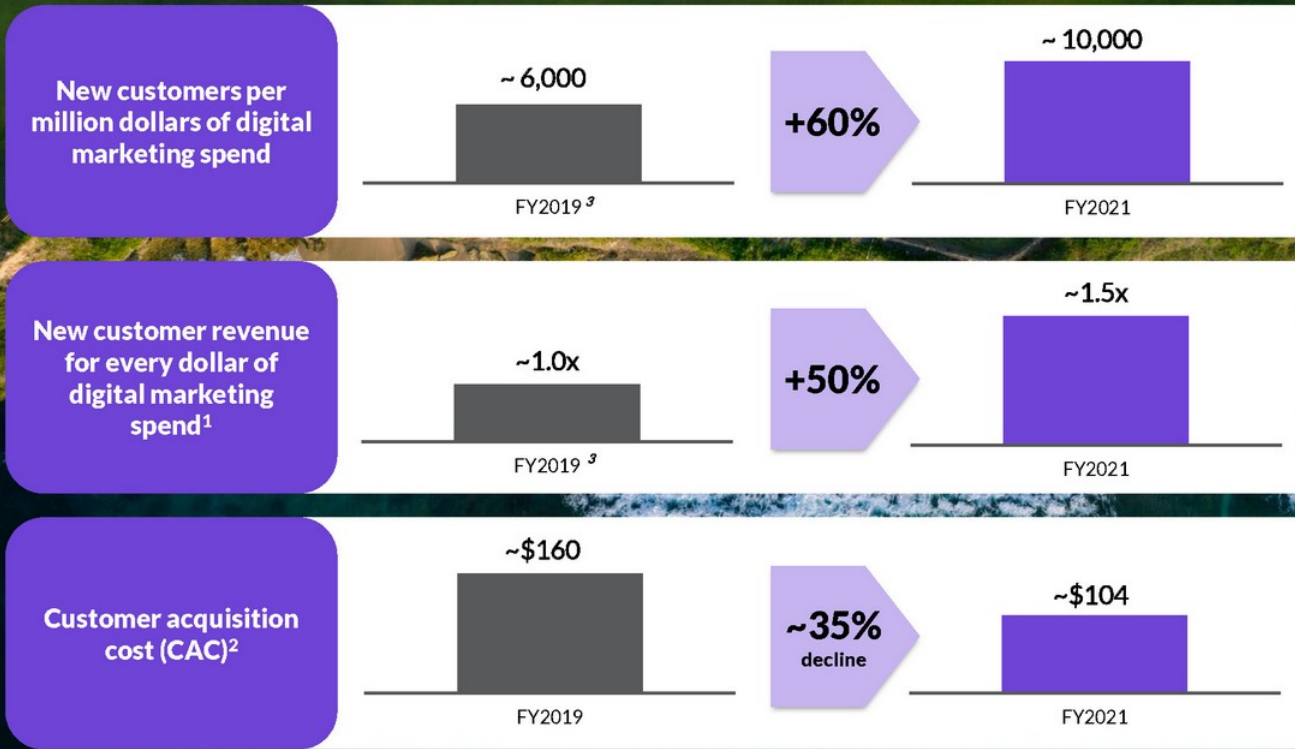 New customers per
million dollars of digital
marketing spend
~ 6,000
FY2019 ³
+60%
~ 10,000
FY2021
New customer revenue
for every dollar of
digital marketing
spend¹
~1.0x
FY2019 ³
+50%
~1.5x
FY2021
Customer acquisition
cost (CAC)²
~$160
FY2019
~35%
decline
~$104
FY2021